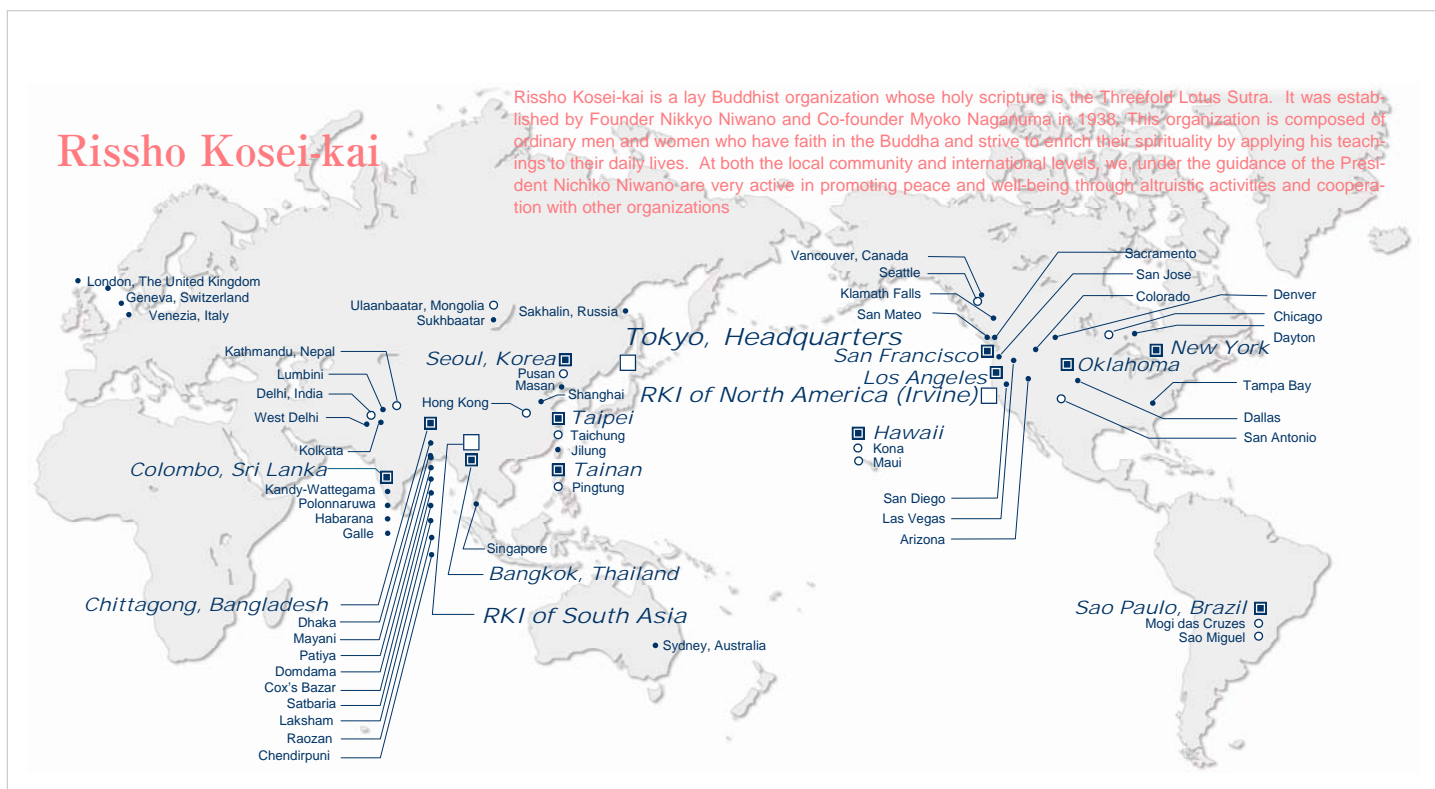 Rissho Kosei-kai
Rissho Kosei-kai is a lay Buddhist organization whose holy scripture is the Threefold Lotus Sutra. It was estab-
lished by Founder Nikkyo Niwano and Co-founder Myoko Naganuma in 1938. This organization is composed of
ordinary men and women who have faith in the Buddha and strive to enrich their spirituality by applying his teach-
ings to their daily lives. At both the local community and international levels, we, under the guidance of the Presi-
dent Nichiko Niwano are very active in promoting peace and well-being through altruistic activities and coopera-
tion with other organizations
London, The United Kingdom
Geneva, Switzerland
Venezia, Italy
Ulaanbaatar, Mongolia
Sukhbaatar
Sakhalin, Russia
Tokyo, Headquarters
Seoul, Korea
Pusan
Masan
Shanghai
Hong Kong
Kathmandu, Nepal
Lumbini
Delhi, India
West Delhi
Kolkata
Colombo, Sri Lanka
Kandy-Wattegama
Polonnaruwa
Habarana
Galle
Taipei
Taichung
Jilung
Tainan
Pingtung
Singapore
Bangkok, Thailand
RKI of South Asia
Chittagong, Bangladesh
Dhaka
Mayani
Patiya
Domdama
Cox's Bazar
Satbaria
Laksham
Raozan
Chendirpuni
Sydney, Australia
Vancouver, Canada
Seattle
Klamath Falls
San Mateo
San Francisco
Los Angeles
RKI of North America (Irvine)
Hawaii
Kona
Maui
San Diego
Las Vegas
Arizona
Sacramento
San Jose
Colorado
Denver
Chicago
Dayton
New York
Oklahoma
Tampa Bay
Dallas
San Antonio
Sao Paulo, Brazil
Mogi das Cruzes
Sao Miguel